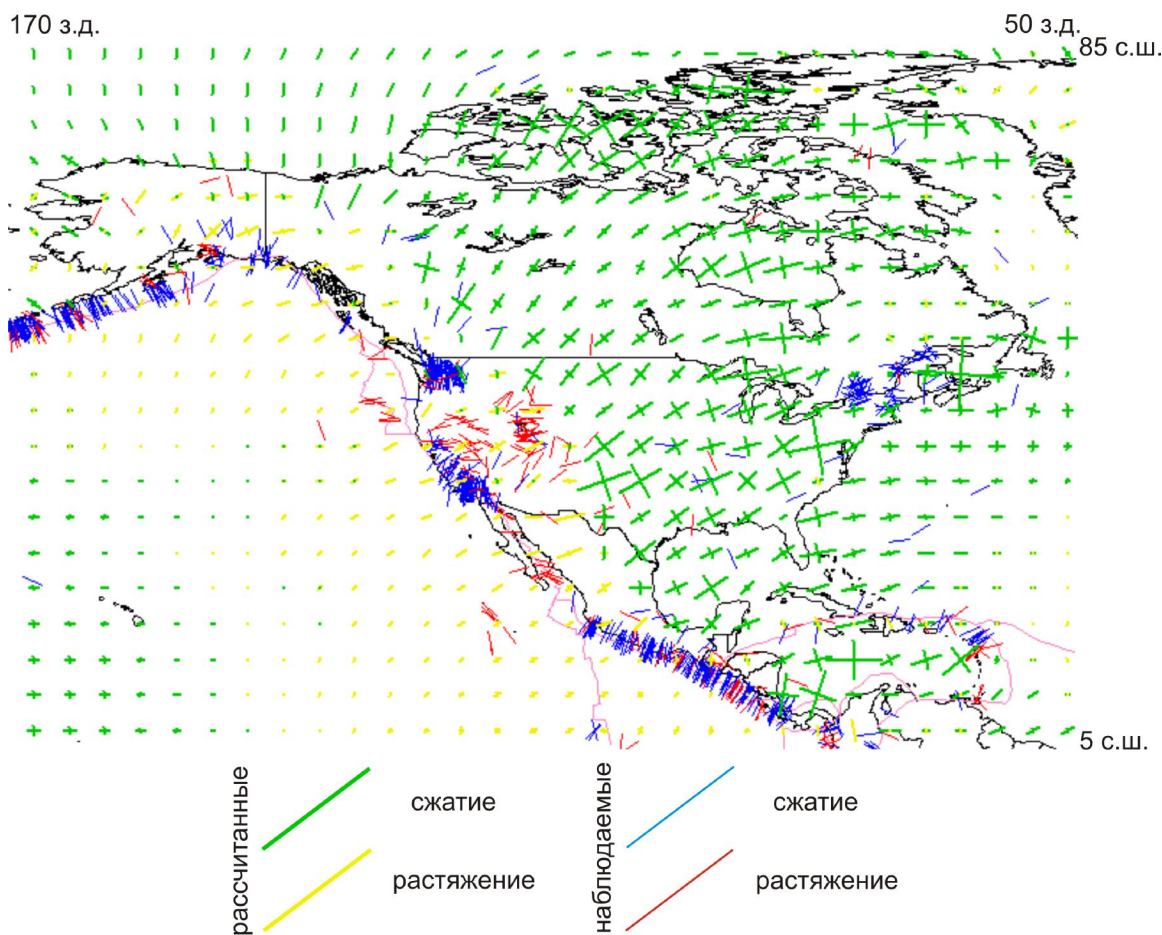 170 з.д.
50 з.д.
85 с.ш.
5 с.ш.
рассчитанные
сжатие
растяжение
наблюдаемые
сжатие
растяжение